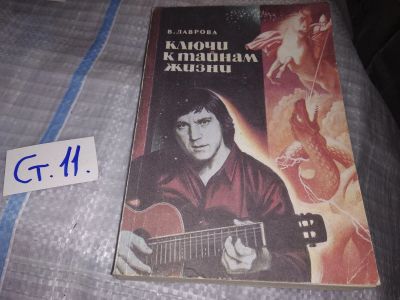 В. ЛАВРОВА
КЛЮЧИ
К ТАЙНАМ
ЖИЗНИ
Ст. 11.